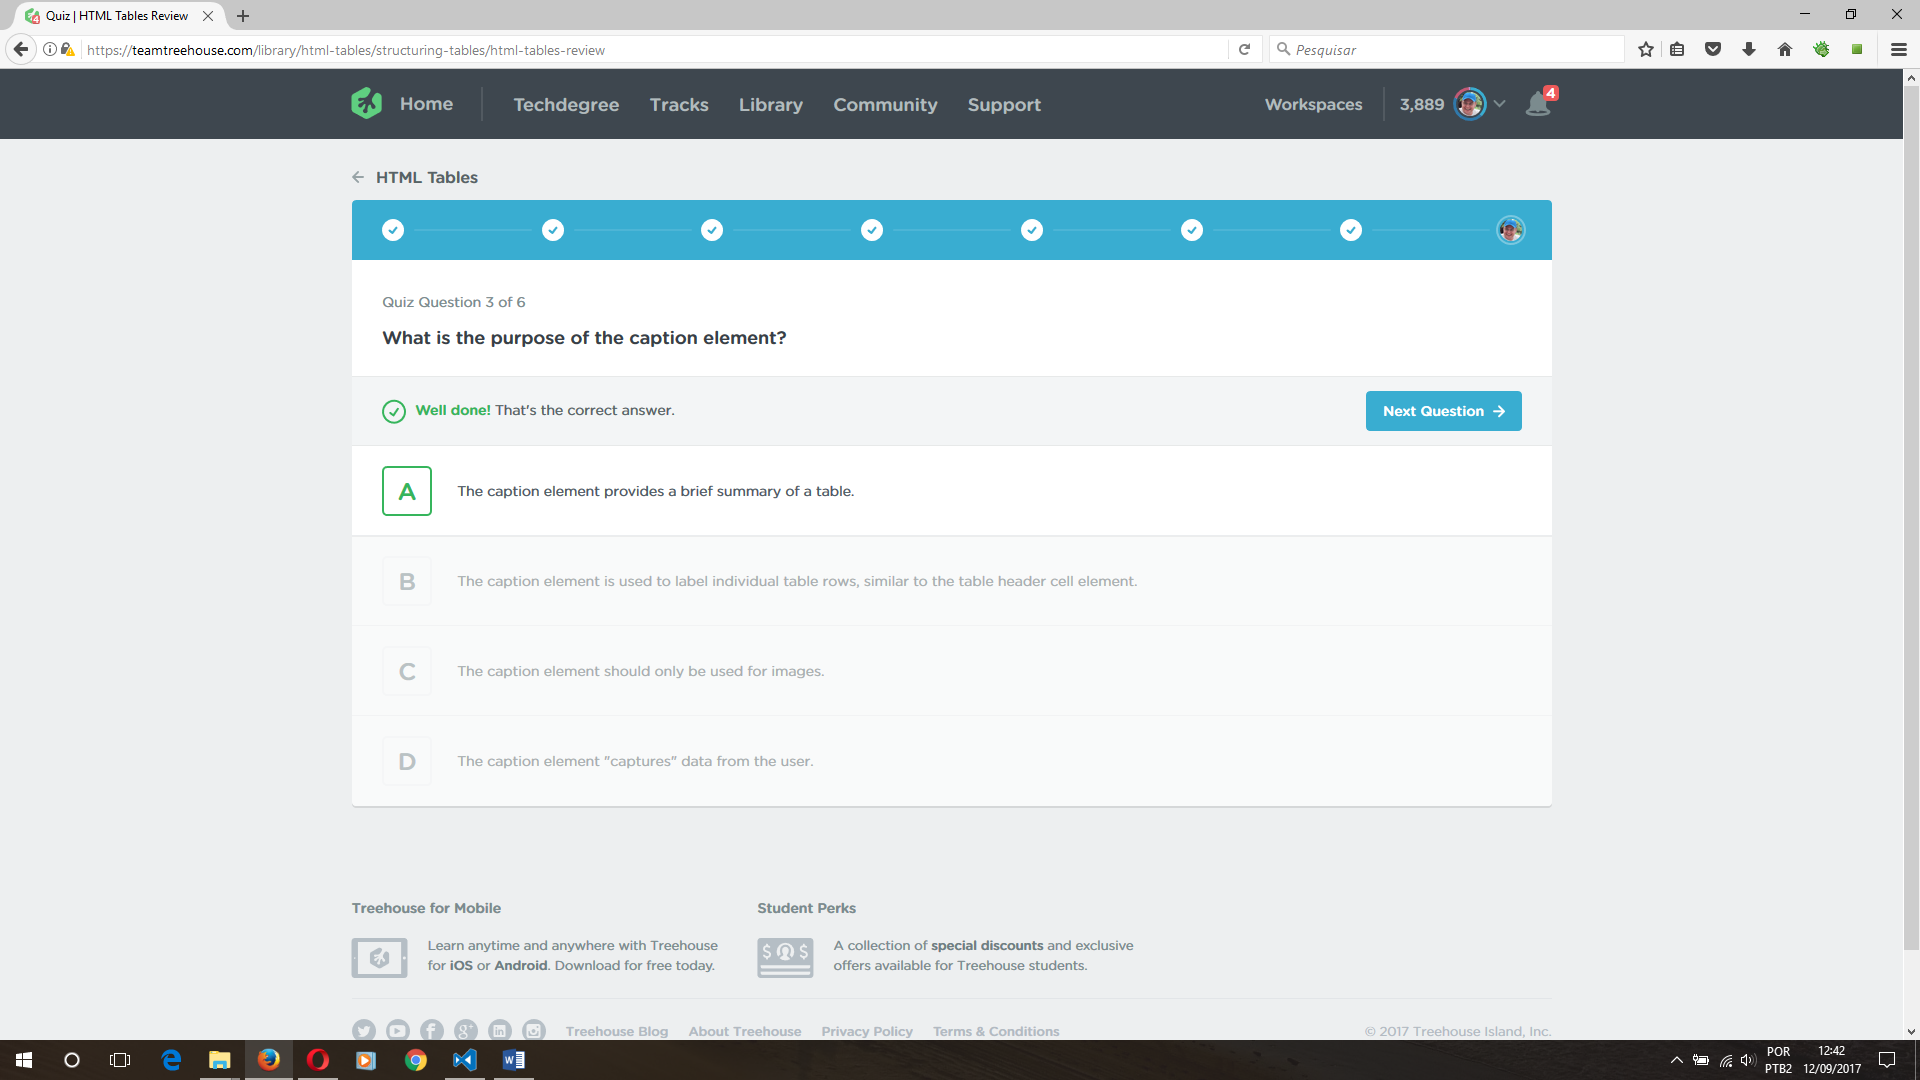 Quiz | HTML Tables Review
https://teamtreehouse.com/library/html-tables/structuring-tables/html-tables-review
Pesquisar
Home
Techdegree
Tracks
Library
Community
Support
Workspaces
3,889
4
HTML Tables
Quiz Question 3 of 6
What is the purpose of the caption element?
Well done! That's the correct answer.
Next Question
A
The caption element provides a brief summary of a table.
B
The caption element is used to label individual table rows, similar to the table header cell element.
C
The caption element should only be used for images.
D
The caption element "captures" data from the user.
Treehouse for Mobile
Learn anytime and anywhere with Treehouse
for iOS or Android. Download for free today.
Student Perks
A collection of special discounts and exclusive
offers available for Treehouse students.
Treehouse Blog
About Treehouse
Privacy Policy
Terms & Conditions
© 2017 Treehouse Island, Inc.
POR
PTB2
12:42
12/09/2017